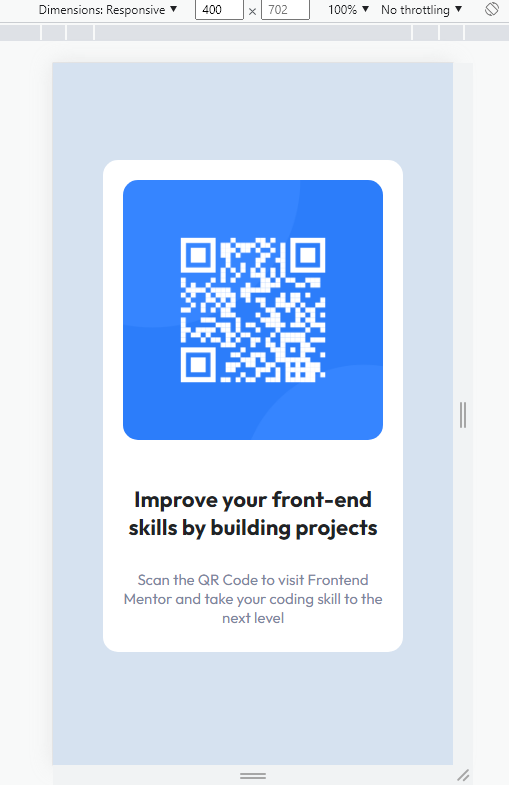 Dimensions: Responsive ▼ 400 × 702 100% ▼ No throttling ▼
Improve your front-end
skills by building projects
Scan the QR Code to visit Frontend
Mentor and take your coding skill to the
next level